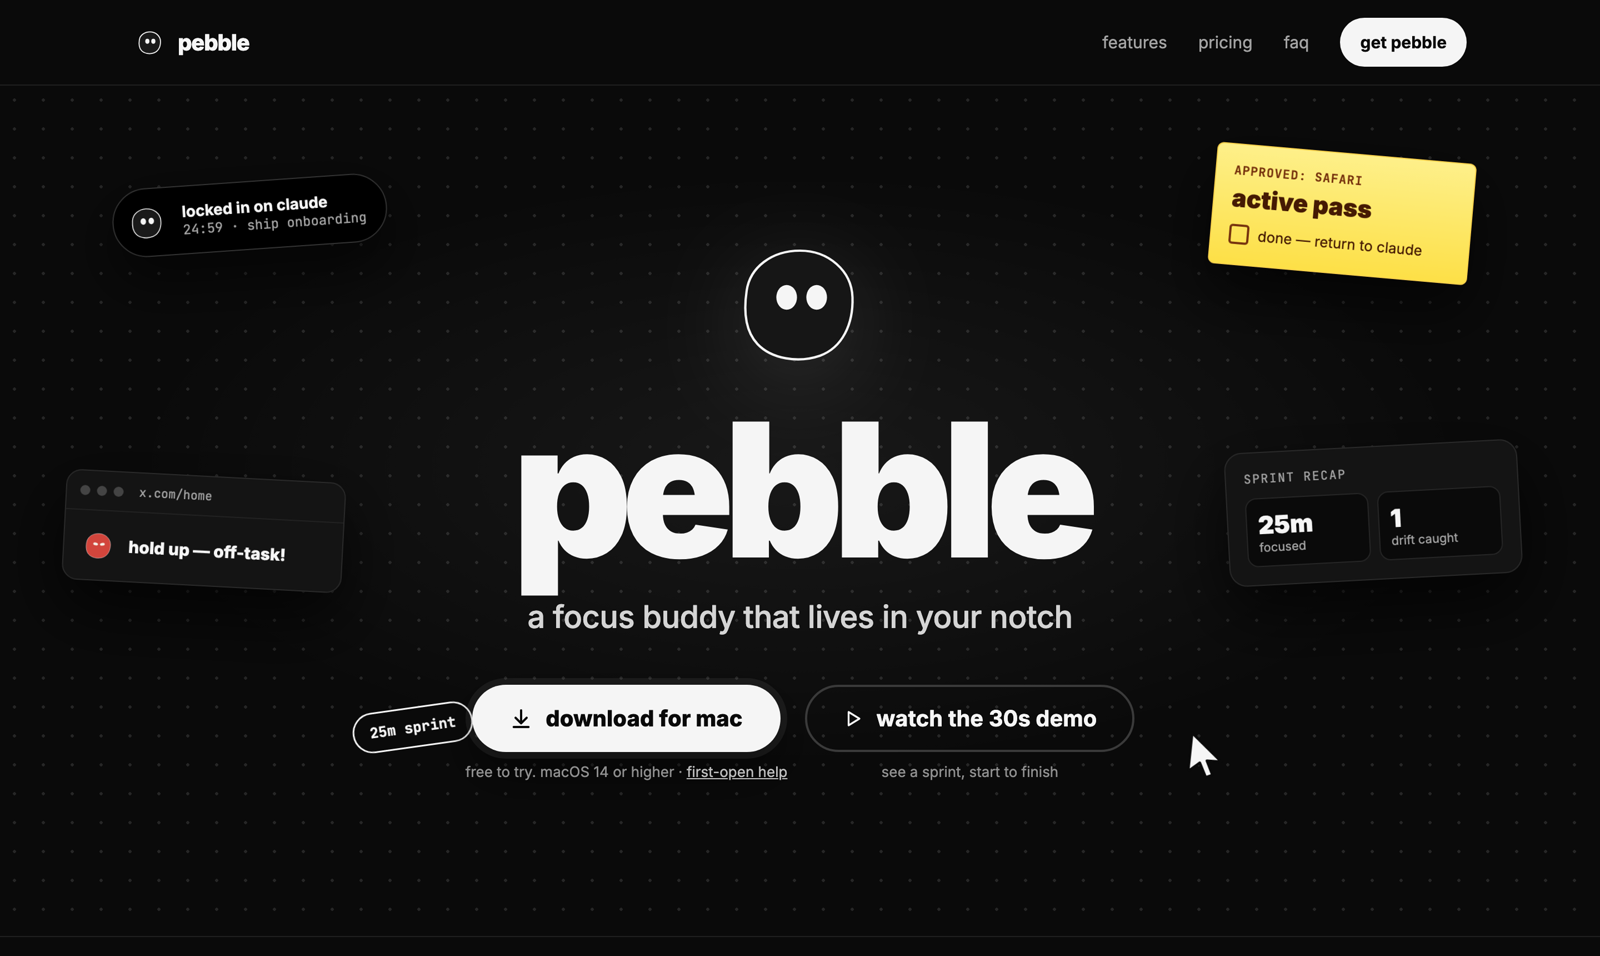 pebble
features
pricing
faq
get pebble
locked in on claude
24:59 · ship onboarding
APPROVED: SAFARI
active pass
done — return to claude
pebble
a focus buddy that lives in your notch
x.com/home
hold up — off-task!
SPRINT RECAP
25m
focused
1
drift caught
25m sprint
download for mac
watch the 30s demo
free to try. macOS 14 or higher · first-open help
see a sprint, start to finish